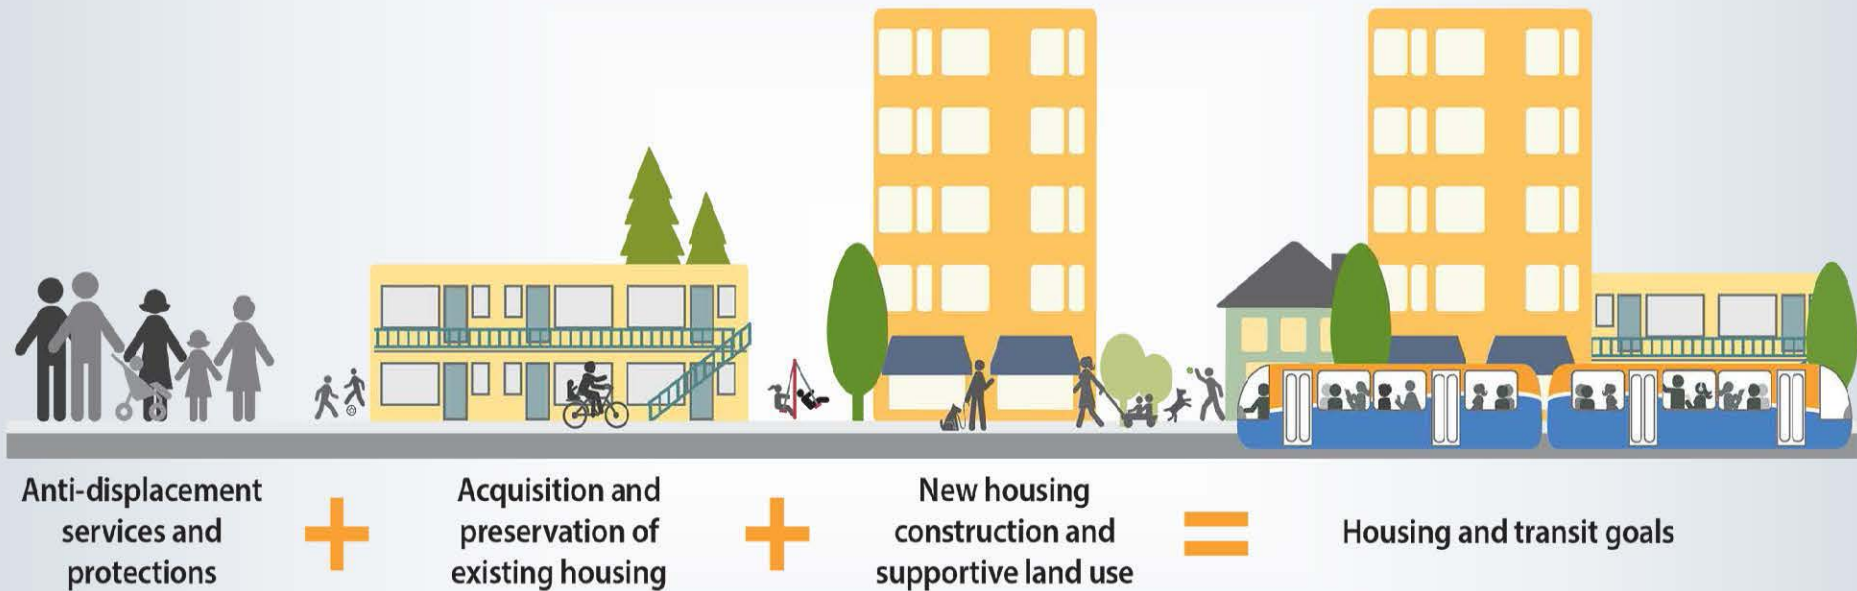 Anti-displacement
services and
protections
+
Acquisition and
preservation of
existing housing
+
New housing
construction and
supportive land use
=
Housing and transit goals